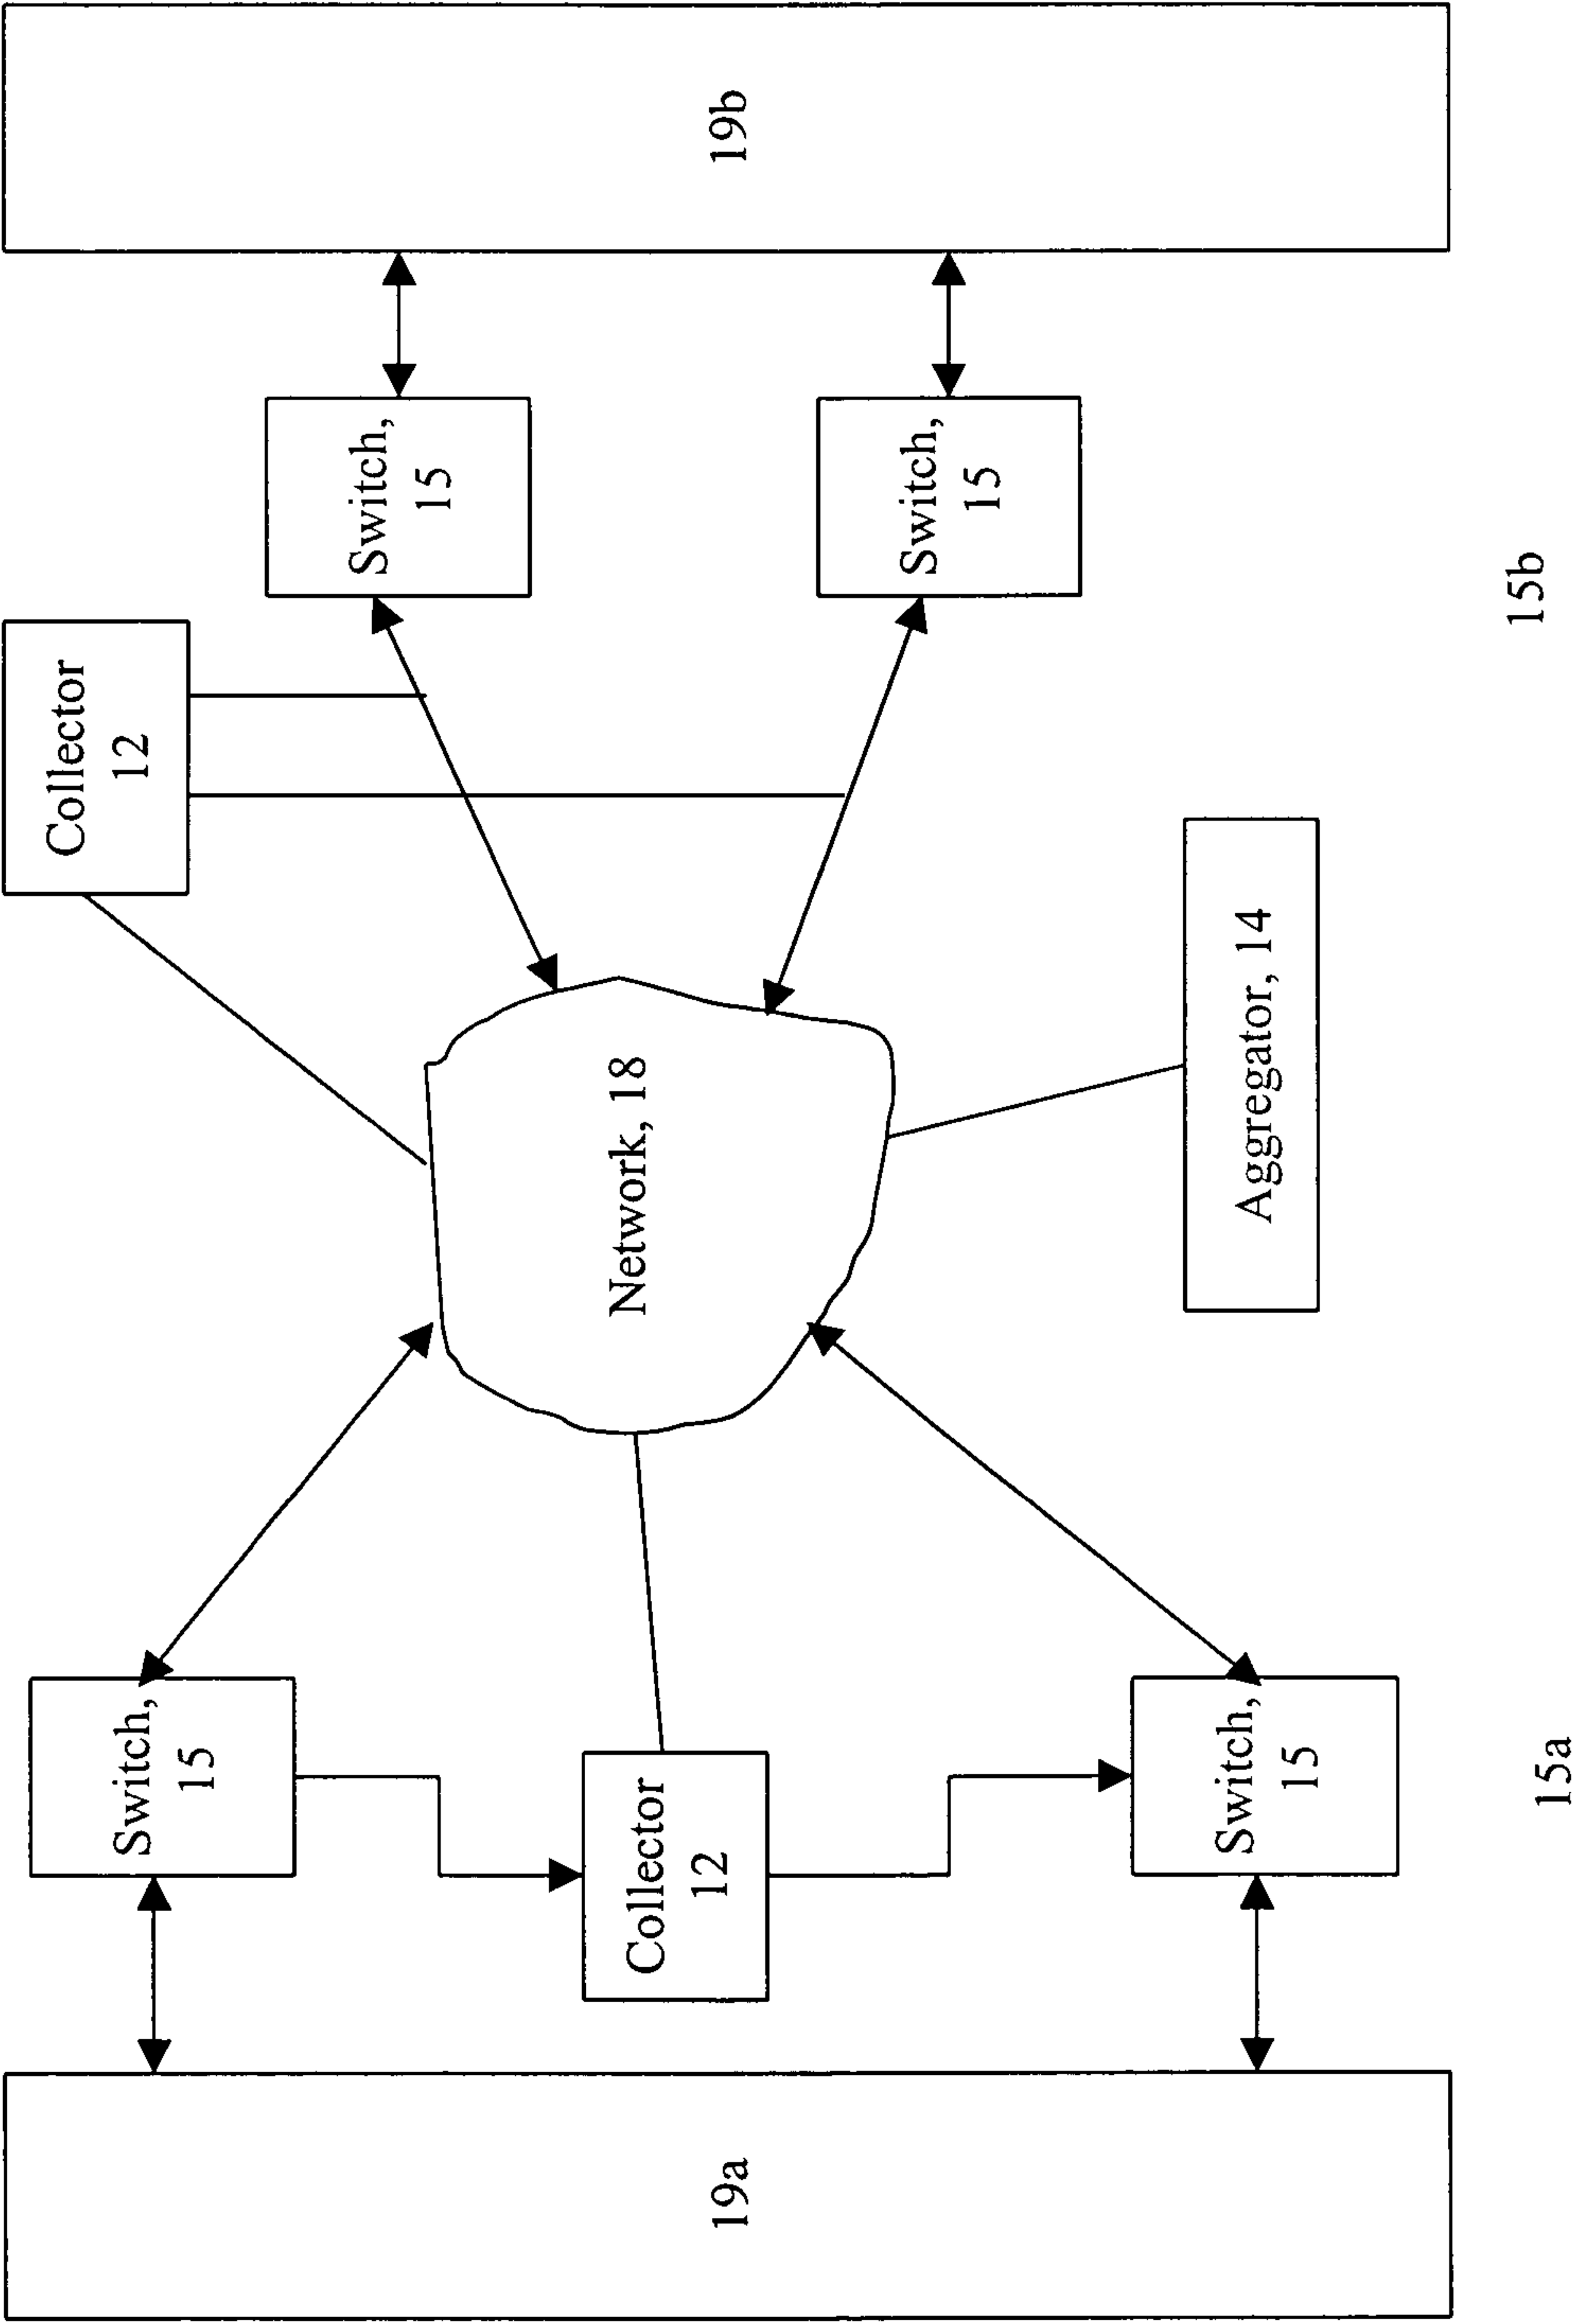 19a
Switch,
15
Collector
12
Switch,
15
15a
Network, 18
Aggregator, 14
Collector
12
Switch,
15
Switch,
15
15b
19b